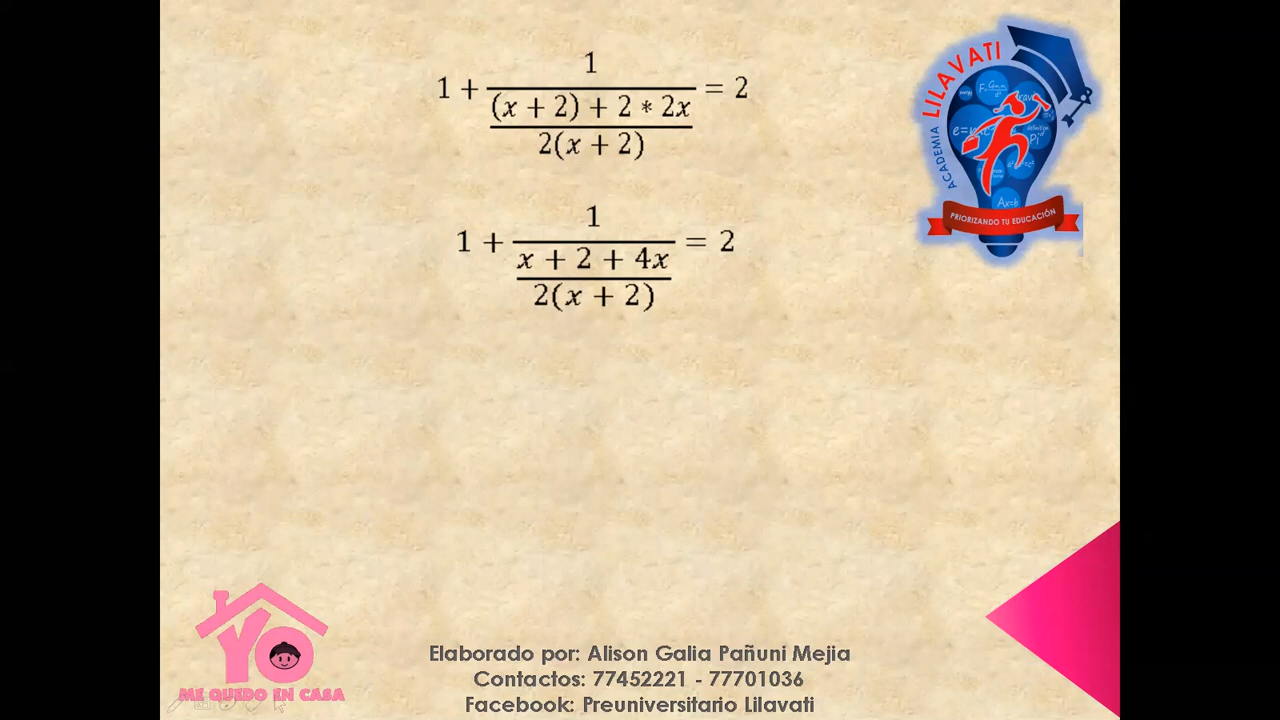 1 + 1 / ((x + 2) + 2 * 2x / 2(x + 2)) = 2
1 + 1 / (x + 2 + 4x / 2(x + 2)) = 2
ACADEMIA LILAVATI
PRIORIZANDO TU EDUCACIÓN
Ax=b
YO
ME QUEDO EN CASA
Elaborado por: Alison Galia Pañuni Mejia
Contactos: 77452221 - 77701036
Facebook: Preuniversitario Lilavati